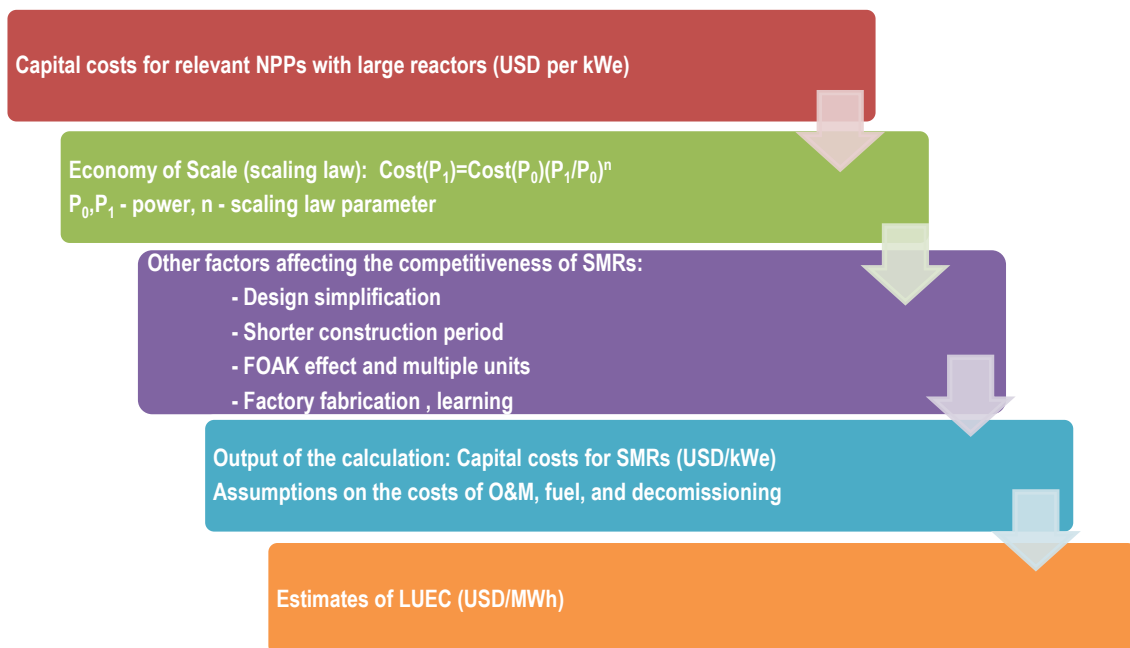 Capital costs for relevant NPPs with large reactors (USD per kWe)
Economy of Scale (scaling law):  Cost(P₁)=Cost(P₀)(P₁/P₀)ⁿ
P₀,P₁ - power, n - scaling law parameter
Other factors affecting the competitiveness of SMRs:
- Design simplification
- Shorter construction period
- FOAK effect and multiple units
- Factory fabrication , learning
Output of the calculation: Capital costs for SMRs (USD/kWe)
Assumptions on the costs of O&M, fuel, and decomissioning
Estimates of LUEC (USD/MWh)